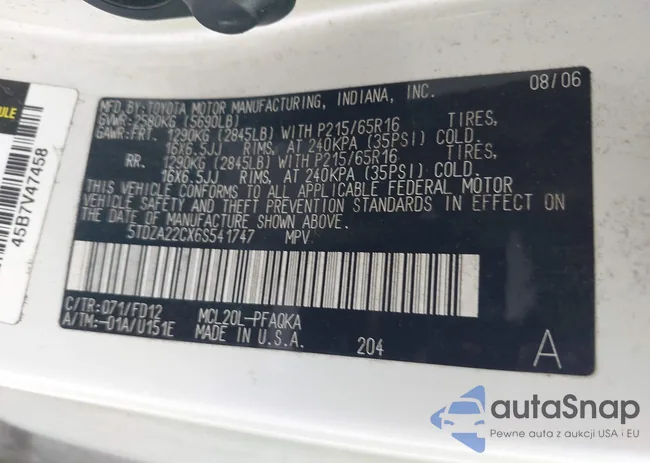 MFD. BY: TOYOTA MOTOR MANUFACTURING, INDIANA, INC. 08/06
GVWR: 2580KG (5690LB)
GAWR: FRT. 1290KG (2845LB) WITH P215/65R16 TIRES,
16X6.5JJ RIMS, AT 240KPA (35PSI) COLD.
RR. 1290KG (2845LB) WITH P215/65R16 TIRES,
16X6.5JJ RIMS, AT 240KPA (35PSI) COLD.
THIS VEHICLE CONFORMS TO ALL APPLICABLE FEDERAL MOTOR
VEHICLE SAFETY AND THEFT PREVENTION STANDARDS IN EFFECT
ON THE DATE OF MANUFACTURE SHOWN ABOVE.
5TDZA22CX6S541747 MPV
C/TR: 071/FD12 MCL20L-PFAQKA
A/TM: -01A/U151E MADE IN U.S.A. 204 A
45B7V47458
autaSnap
Pewne auta z aukcji USA i EU